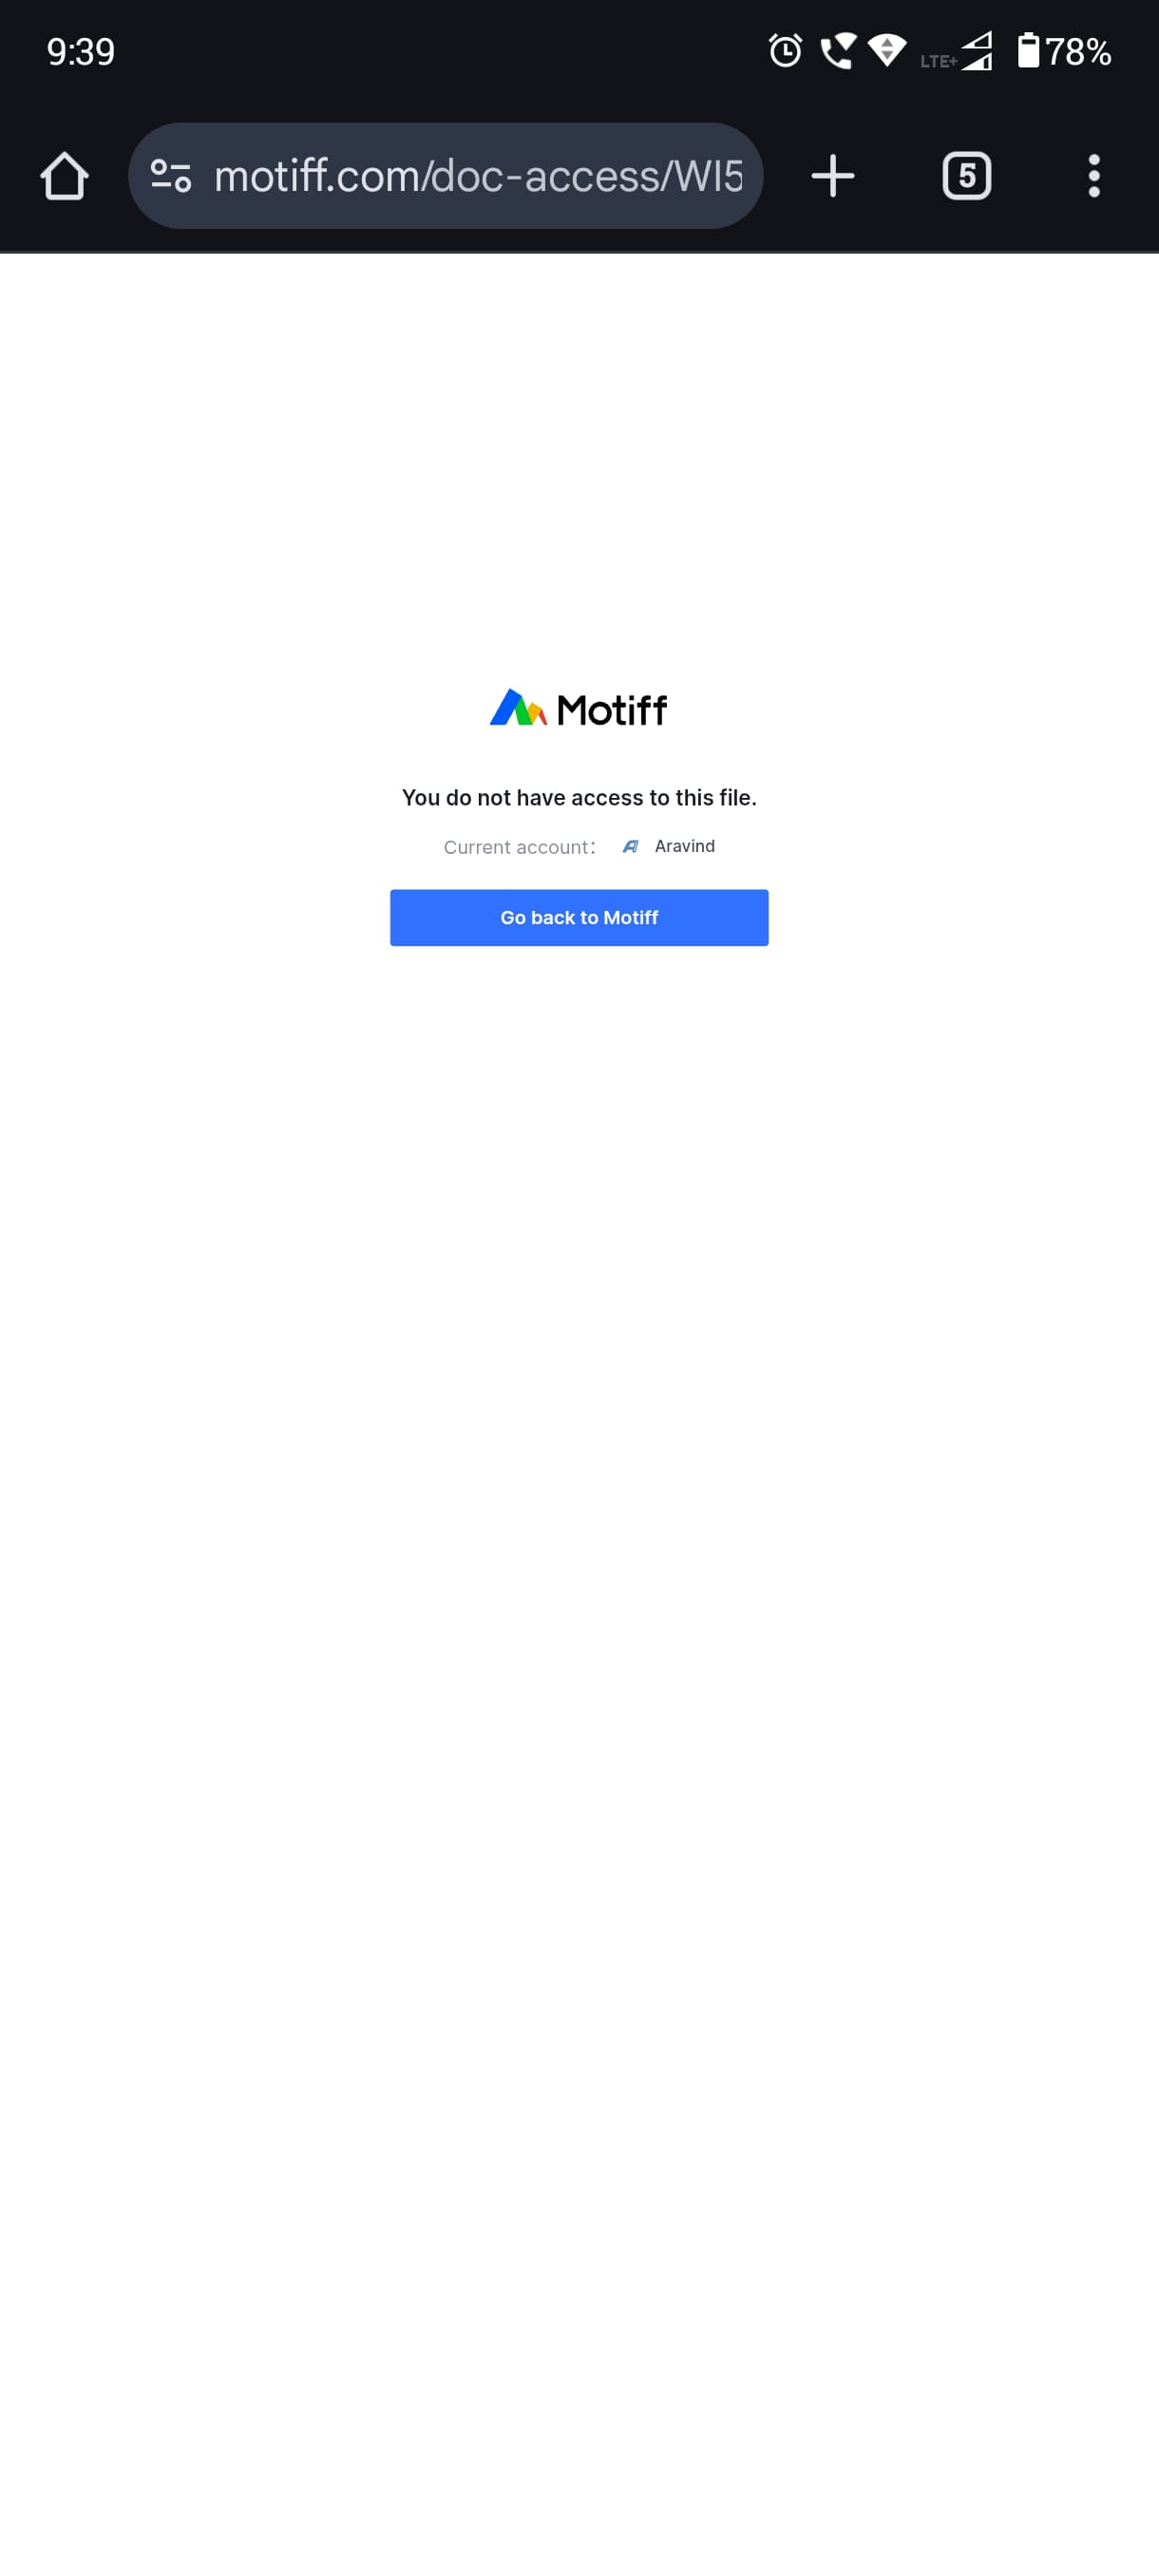 9:39
LTE+
78%
motiff.com/doc-access/WI5
5
Motiff
You do not have access to this file.
Current account:
Aravind
Go back to Motiff